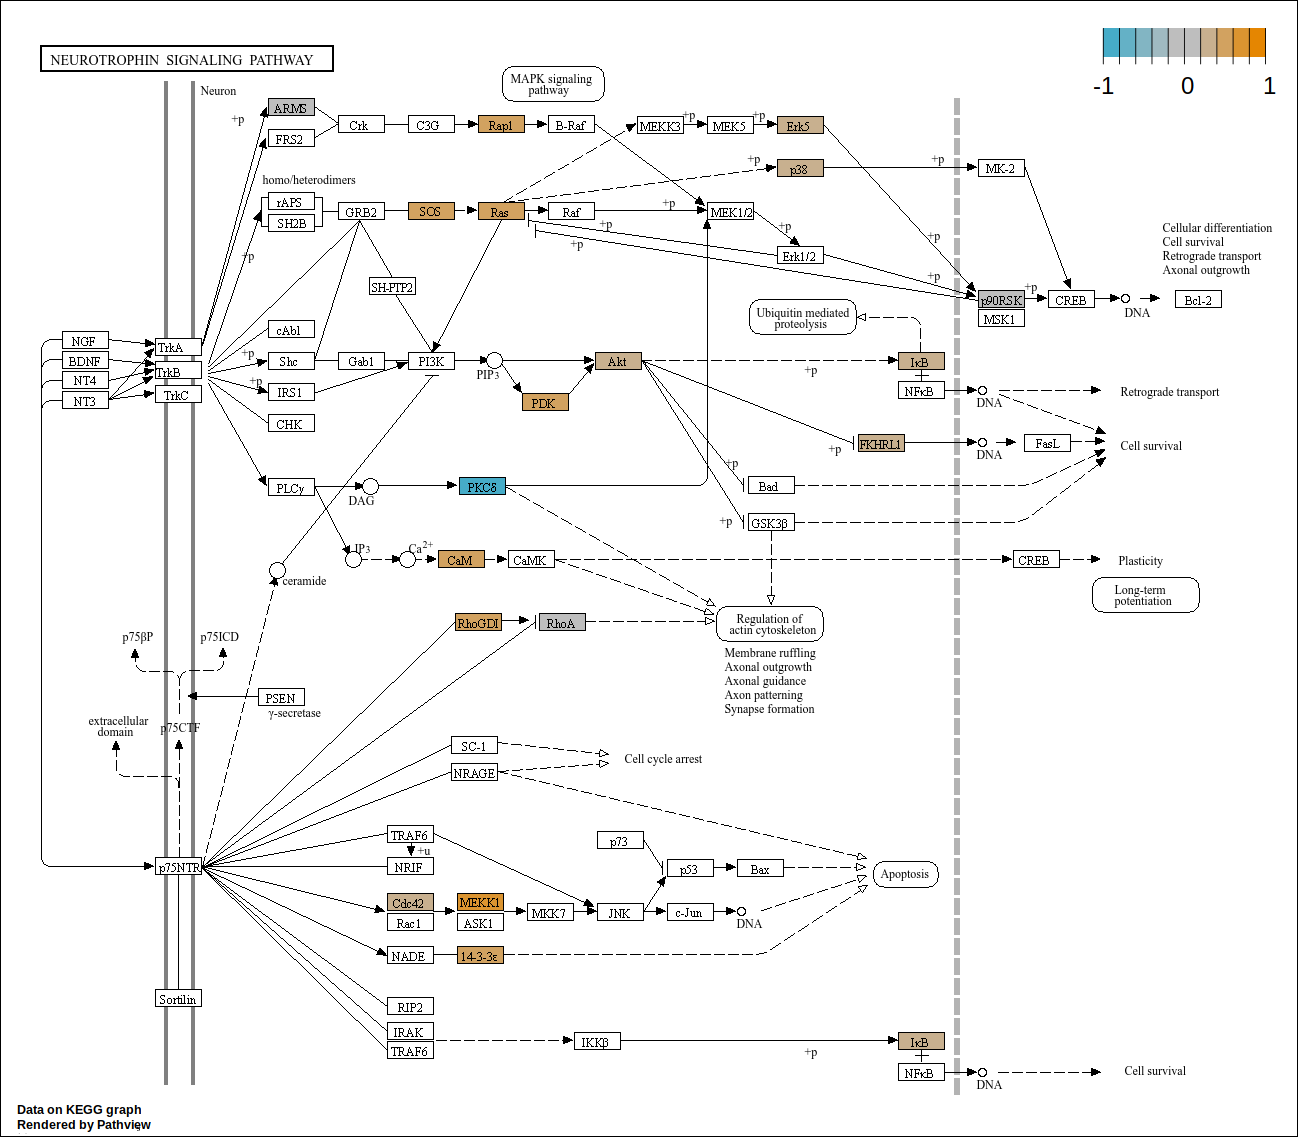 NEUROTROPHIN SIGNALING PATHWAY
-1
0
1
Neuron
MAPK signaling
pathway
ARMS
+p
FRS2
Crk
C3G
Rap1
B-Raf
MEKK3
+p
MEK5
+p
Erk5
homo/heterodimers
p38
+p
+p
MK-2
rAPS
SH2B
GRB2
SOS
Ras
Raf
+p
MEK1/2
+p
+p
+p
Erk1/2
+p
+p
+p
Cellular differentiation
Cell survival
Retrograde transport
Axonal outgrowth
SH-PTP2
p90RSK
+p
MSK1
CREB
DNA
Bcl-2
Ubiquitin mediated
proteolysis
NGF
BDNF
NT4
NT3
TrkA
TrkB
TrkC
cAbl
+p
Shc
Gab1
PI3K
PIP3
Akt
+p
IκB
+p
IRS1
PDK
NFκB
DNA
Retrograde transport
CHK
+p
FKHRL1
DNA
FasL
Cell survival
PLCγ
DAG
PKCδ
+p
Bad
+p
GSK3β
IP3
Ca2+
CaM
CaMK
CREB
Plasticity
ceramide
Long-term
potentiation
RhoGDI
RhoA
Regulation of
actin cytoskeleton
p75βP
p75ICD
Membrane ruffling
Axonal outgrowth
Axonal guidance
Axon patterning
Synapse formation
PSEN
γ-secretase
extracellular
domain
p75CTF
SC-1
NRAGE
Cell cycle arrest
TRAF6
+u
NRIF
p73
p53
Bax
Apoptosis
p75NTR
Cdc42
Rac1
MEKK1
ASK1
MKK7
JNK
c-Jun
DNA
NADE
14-3-3ε
Sortilin
RIP2
IRAK
TRAF6
IKKβ
+p
IκB
NFκB
DNA
Cell survival
Data on KEGG graph
Rendered by Pathview